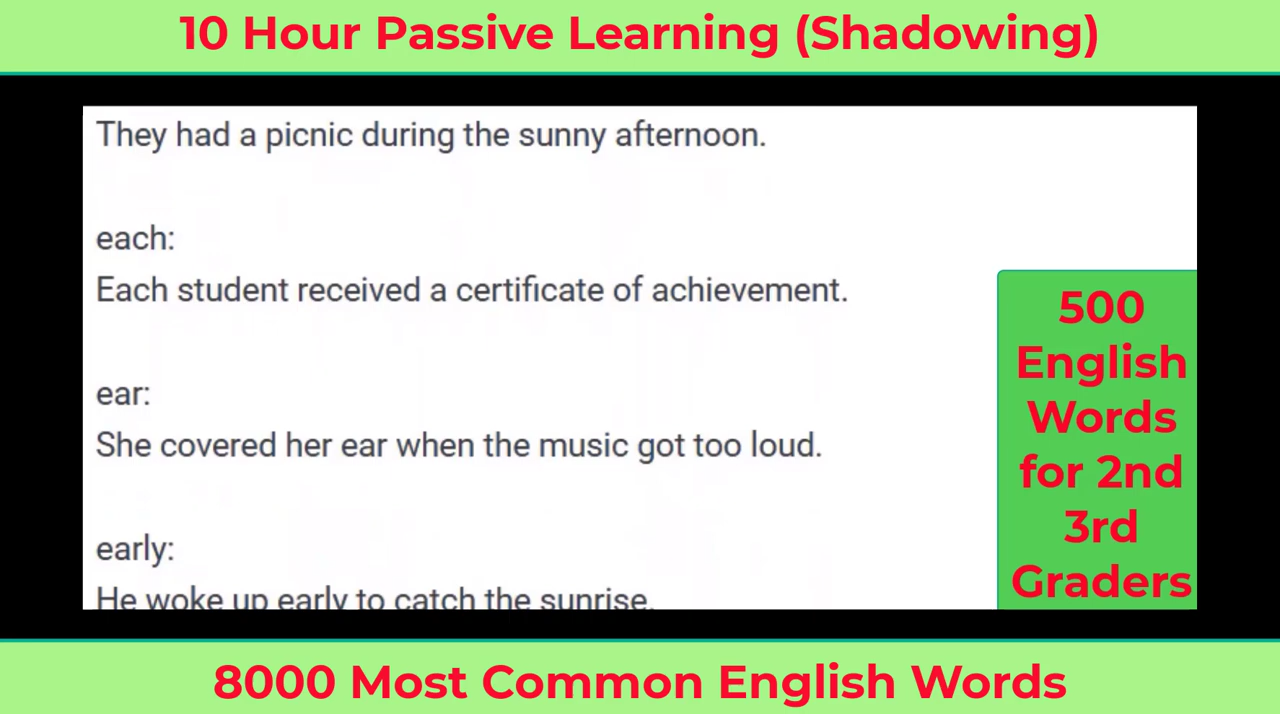 10 Hour Passive Learning (Shadowing)
They had a picnic during the sunny afternoon.
each:
Each student received a certificate of achievement.
ear:
She covered her ear when the music got too loud.
early:
He woke up early to catch the sunrise.
500
English
Words
for 2nd
3rd
Graders
8000 Most Common English Words